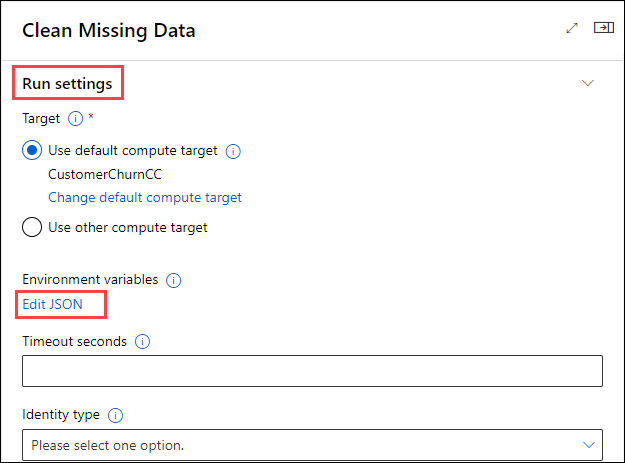 Clean Missing Data
Run settings
Target *
Use default compute target
CustomerChurnCC
Change default compute target
Use other compute target
Environment variables
Edit JSON
Timeout seconds
Identity type
Please select one option.